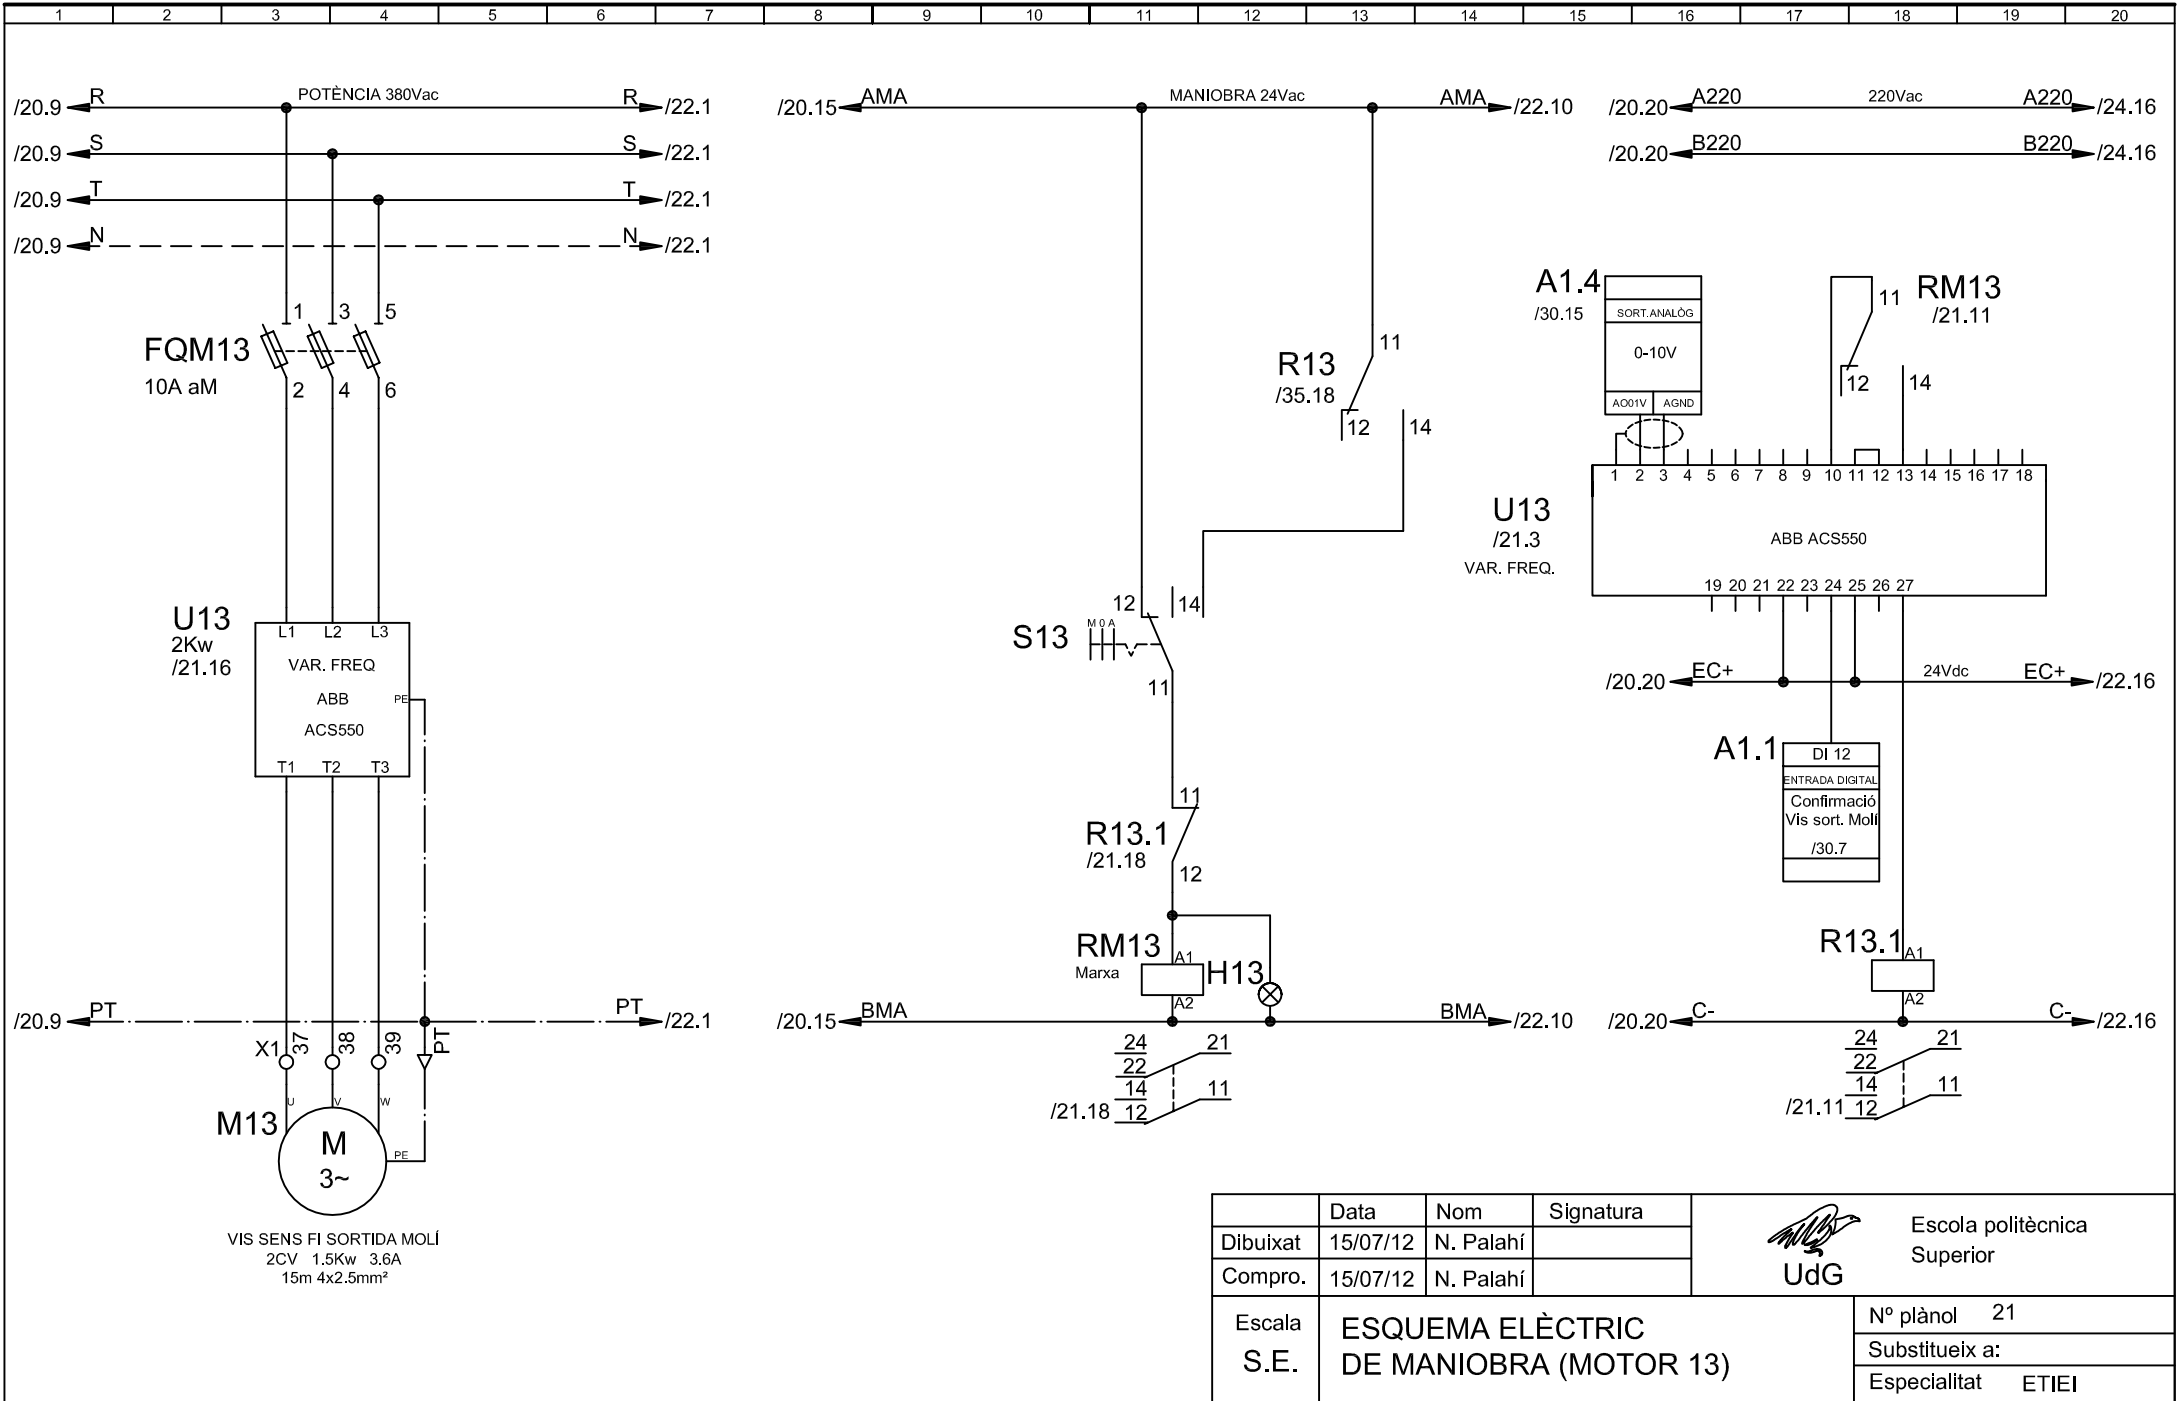 1 2 3 4 5 6 7 8 9 10 11 12 13 14 15 16 17 18 19 20
/20.9 R POTÈNCIA 380Vac R /22.1
/20.9 S S /22.1
/20.9 T T /22.1
/20.9 N N /22.1
1 3 5
FQM13
10A aM
2 4 6
U13
2Kw
/21.16
L1 L2 L3
VAR. FREQ
ABB
PE
ACS550
T1 T2 T3
/20.9 PT PT /22.1
X1 37 38 39 PT
U V W
M13
M
3~
PE
VIS SENS FI SORTIDA MOLÍ
2CV 1.5Kw 3.6A
15m 4x2.5mm²
/20.15 AMA MANIOBRA 24Vac AMA /22.10
11
R13
/35.18
12 14
12 14
M 0 A
S13
11
11
R13.1
/21.18
12
RM13
Marxa
A1
H13
A2
/20.15 BMA BMA /22.10
24 21
22
14 11
/21.18 12
/20.20 A220 220Vac A220 /24.16
/20.20 B220 B220 /24.16
A1.4
/30.15
SORT.ANALÒG
0-10V
AO01V AGND
11 RM13
/21.11
12 14
1 2 3 4 5 6 7 8 9 10 11 12 13 14 15 16 17 18
U13
/21.3
VAR. FREQ.
ABB ACS550
19 20 21 22 23 24 25 26 27
/20.20 EC+ 24Vdc EC+ /22.16
A1.1
DI 12
ENTRADA DIGITAL
Confirmació
Vis sort. Molí
/30.7
R13.1
A1
A2
/20.20 C- C- /22.16
24 21
22
14 11
/21.11 12
Data Nom Signatura
Dibuixat 15/07/12 N. Palahí
Compro. 15/07/12 N. Palahí
UdG
Escola politècnica
Superior
Escala
S.E.
ESQUEMA ELÈCTRIC
DE MANIOBRA (MOTOR 13)
Nº plànol 21
Substitueix a:
Especialitat ETIEI